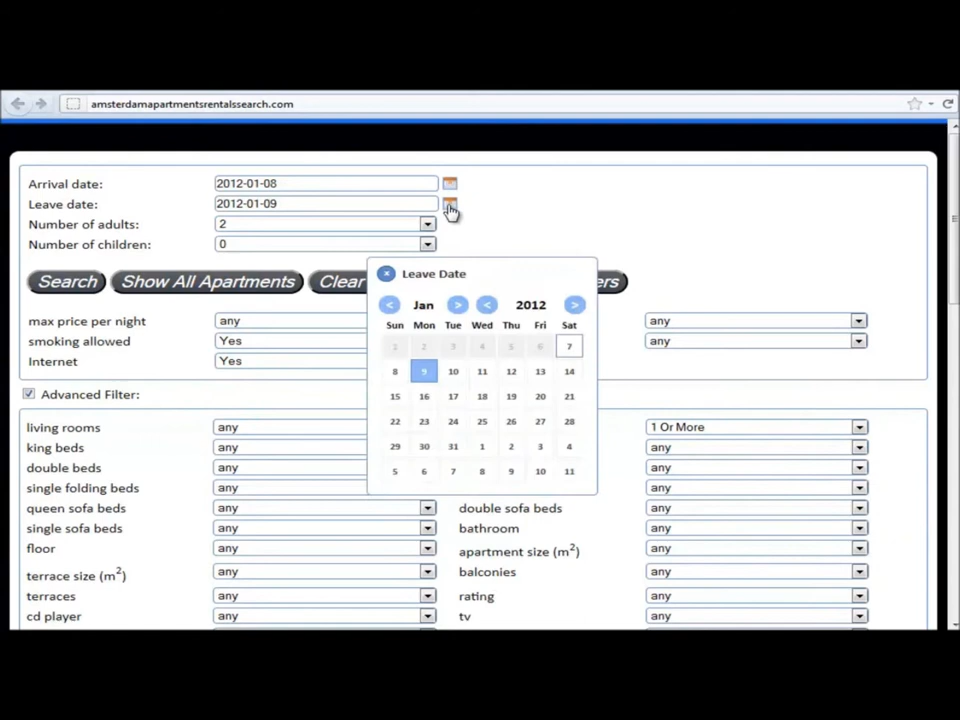 amsterdamapartmentsrentalssearch.com
Arrival date: 2012-01-08
Leave date: 2012-01-09
Number of adults: 2
Number of children: 0
Leave Date
Search Show All Apartments Clear ers
< Jan > < 2012 >
Sun Mon Tue Wed Thu Fri Sat
1 2 3 4 5 6 7
8 9 10 11 12 13 14
15 16 17 18 19 20 21
22 23 24 25 26 27 28
29 30 31 1 2 3 4
5 6 7 8 9 10 11
max price per night any any
smoking allowed Yes any
Internet Yes
Advanced Filter:
living rooms any 1 Or More
king beds any any
double beds any any
single folding beds any any
queen sofa beds any double sofa beds any
single sofa beds any bathroom any
floor any apartment size (m²) any
terrace size (m²) any balconies any
terraces any rating any
cd player any tv any